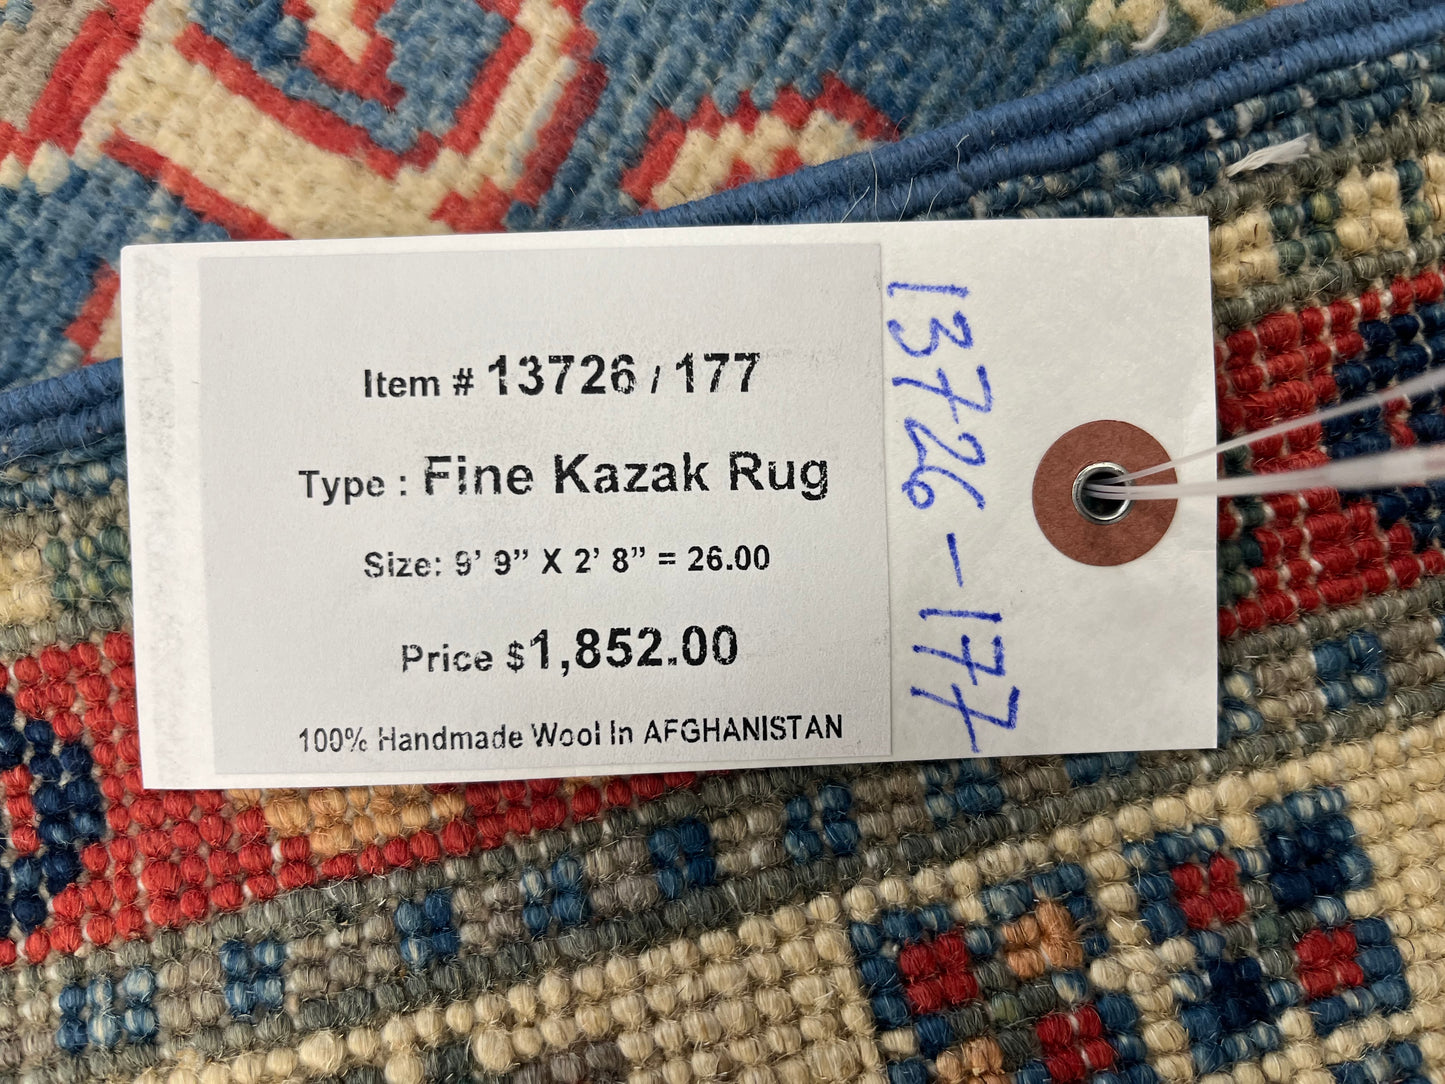 Item # 13726 / 177
Type : Fine Kazak Rug
Size: 9’ 9” X 2’ 8” = 26.00
Price $1,852.00
100% Handmade Wool In AFGHANISTAN
13726-177